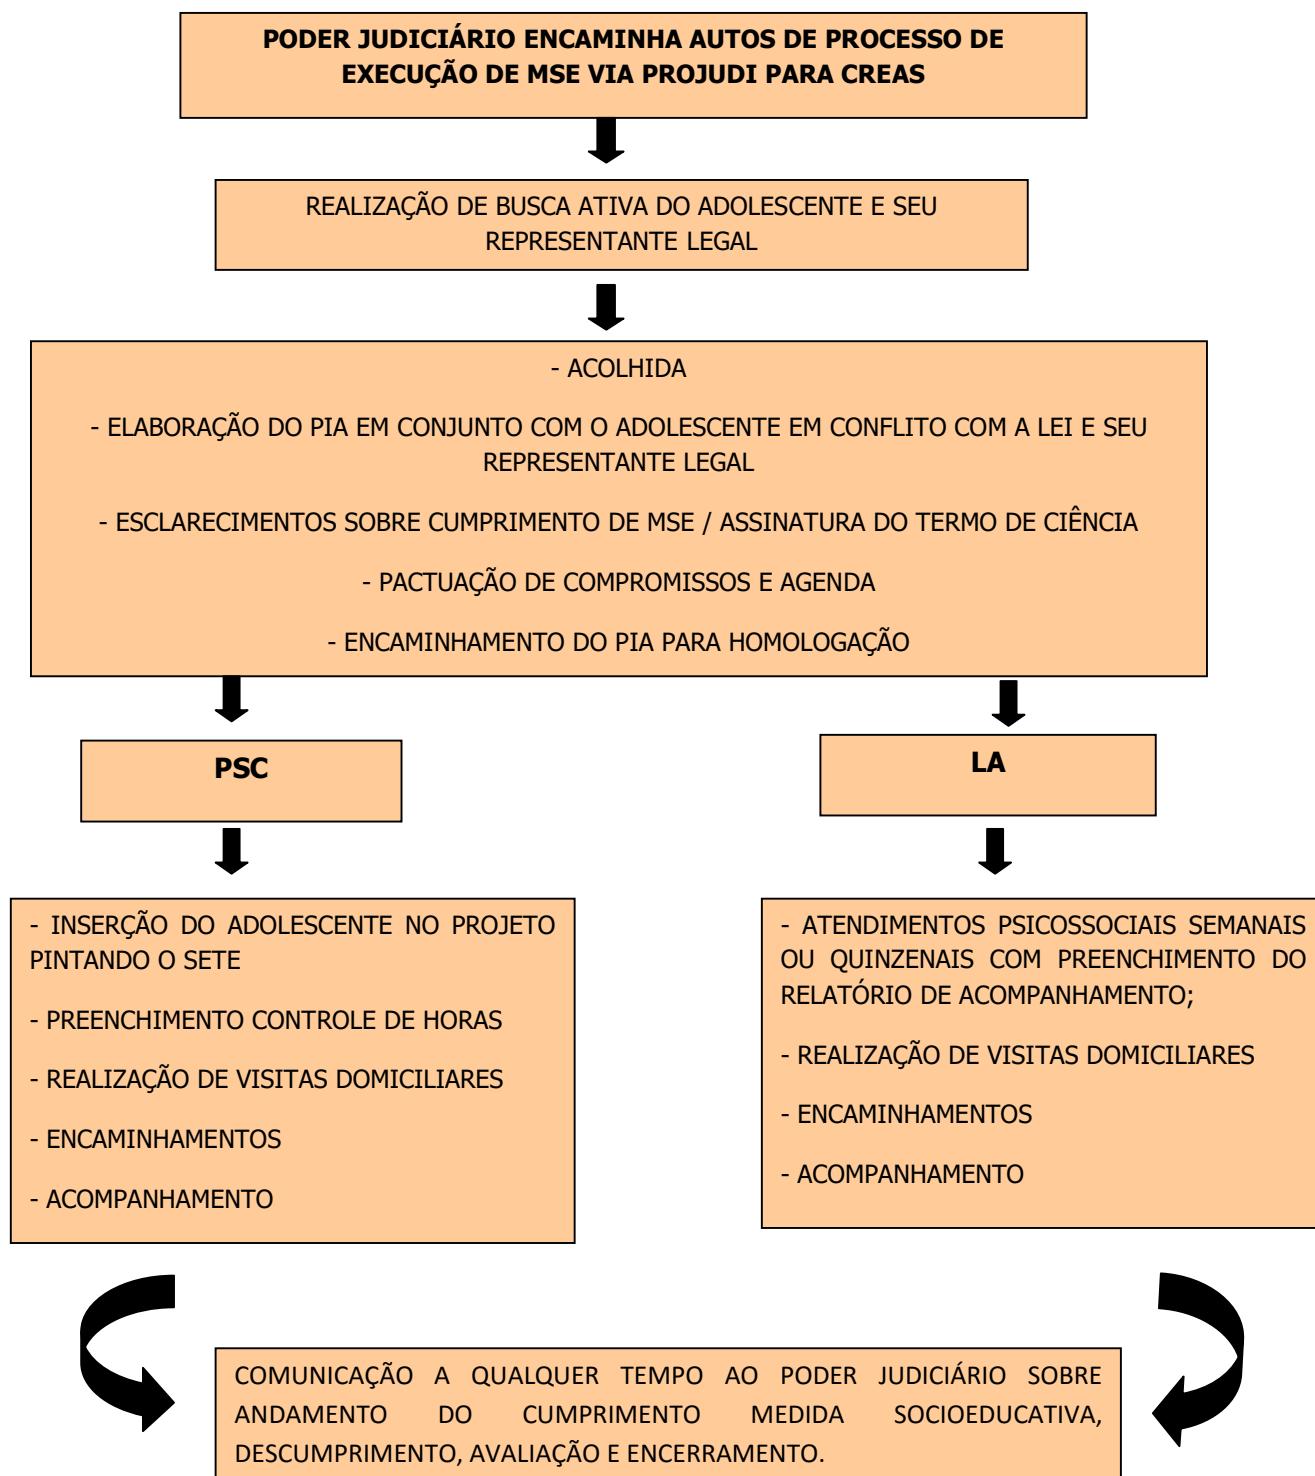 PODER JUDICIÁRIO ENCAMINHA AUTOS DE PROCESSO DE
EXECUÇÃO DE MSE VIA PROJUDI PARA CREAS
REALIZAÇÃO DE BUSCA ATIVA DO ADOLESCENTE E SEU
REPRESENTANTE LEGAL
- ACOLHIDA
- ELABORAÇÃO DO PIA EM CONJUNTO COM O ADOLESCENTE EM CONFLITO COM A LEI E SEU
REPRESENTANTE LEGAL
- ESCLARECIMENTOS SOBRE CUMPRIMENTO DE MSE / ASSINATURA DO TERMO DE CIÊNCIA
- PACTUAÇÃO DE COMPROMISSOS E AGENDA
- ENCAMINHAMENTO DO PIA PARA HOMOLOGAÇÃO
PSC
- INSERÇÃO DO ADOLESCENTE NO PROJETO
PINTANDO O SETE
- PREENCHIMENTO CONTROLE DE HORAS
- REALIZAÇÃO DE VISITAS DOMICILIARES
- ENCAMINHAMENTOS
- ACOMPANHAMENTO
LA
- ATENDIMENTOS PSICOSSOCIAIS SEMANAIS
OU QUINZENAIS COM PREENCHIMENTO DO
RELATÓRIO DE ACOMPANHAMENTO;
- REALIZAÇÃO DE VISITAS DOMICILIARES
- ENCAMINHAMENTOS
- ACOMPANHAMENTO
COMUNICAÇÃO A QUALQUER TEMPO AO PODER JUDICIÁRIO SOBRE
ANDAMENTO DO CUMPRIMENTO MEDIDA SOCIOEDUCATIVA,
DESCUMPRIMENTO, AVALIAÇÃO E ENCERRAMENTO.